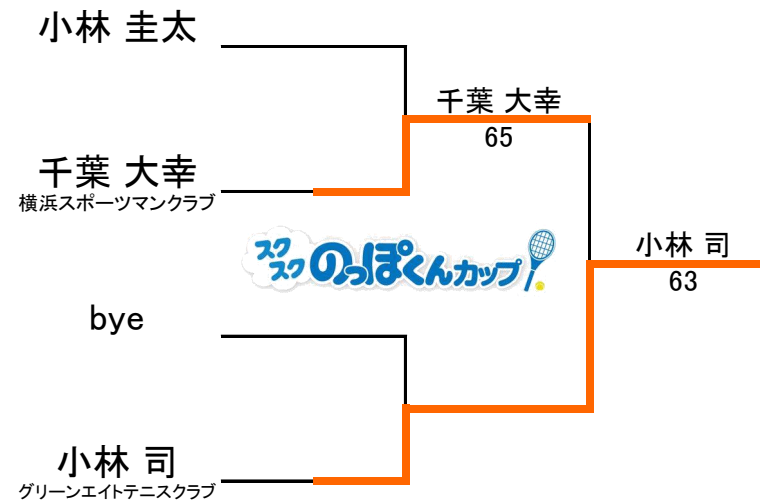 小林 圭太
千葉 大幸
65
千葉 大幸
横浜スポーツマンクラブ
スクスクのっぽくんカップ!
小林 司
63
bye
小林 司
グリーンエイトテニスクラブ